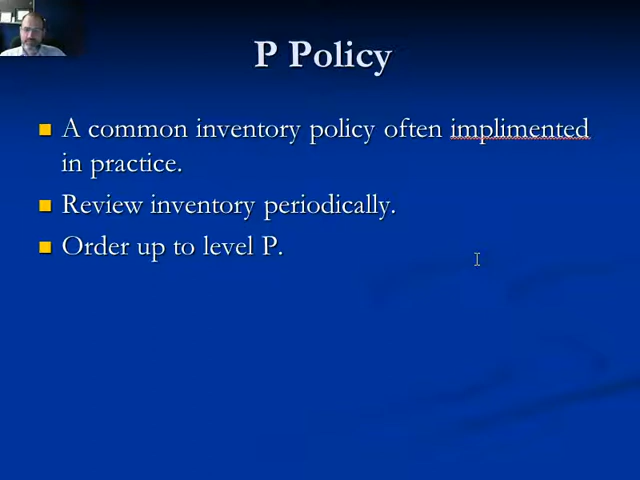 P Policy
A common inventory policy often implimented
in practice.
Review inventory periodically.
Order up to level P.